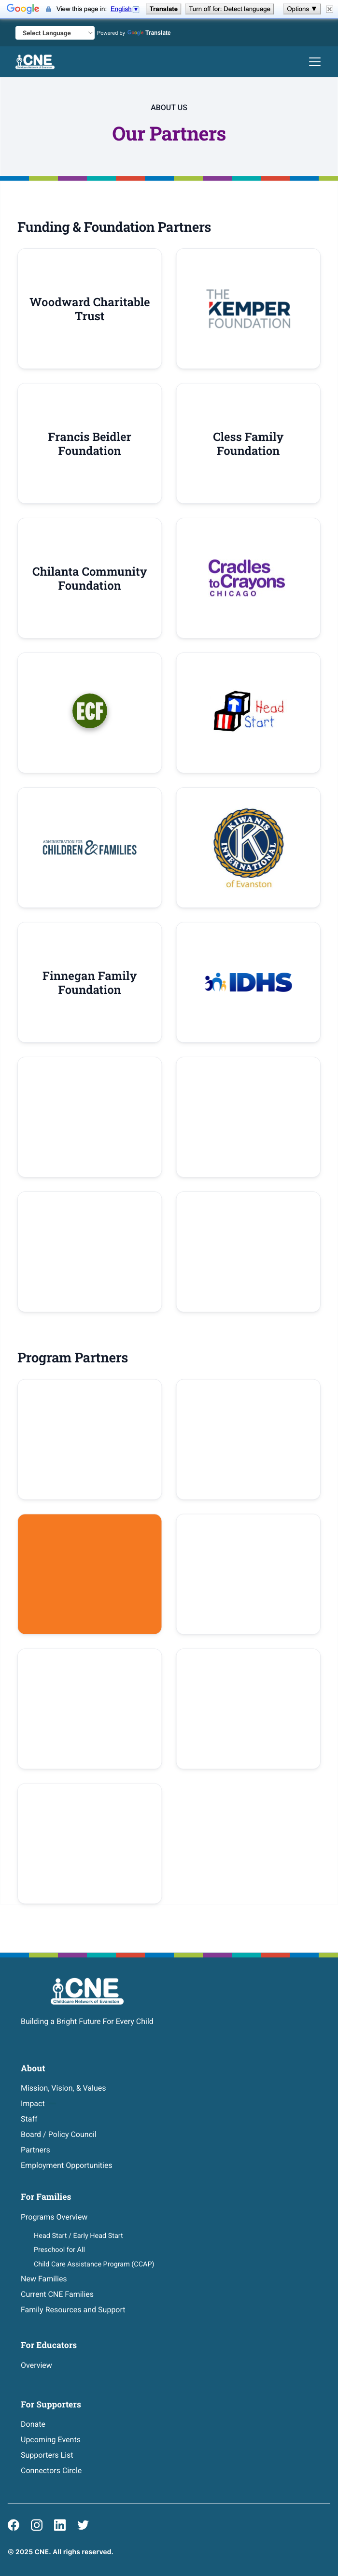 Google View this page in: English Translate Turn off for: Detect language Options ▼
Select Language Powered by Google Translate
CNE
ABOUT US
Our Partners
Funding & Foundation Partners
Woodward Charitable
Trust
THE
KEMPER
FOUNDATION
Francis Beidler
Foundation
Cless Family
Foundation
Chilanta Community
Foundation
Cradles
to Crayons
CHICAGO
ECF
Head
Start
ADMINISTRATION FOR
CHILDREN & FAMILIES
KIWANIS
INTERNATIONAL
K
of Evanston
Finnegan Family
Foundation
IDHS
Program Partners
CNE
Childcare Network of Evanston
Building a Bright Future For Every Child
About
Mission, Vision, & Values
Impact
Staff
Board / Policy Council
Partners
Employment Opportunities
For Families
Programs Overview
Head Start / Early Head Start
Preschool for All
Child Care Assistance Program (CCAP)
New Families
Current CNE Families
Family Resources and Support
For Educators
Overview
For Supporters
Donate
Upcoming Events
Supporters List
Connectors Circle
© 2025 CNE. All righs reserved.